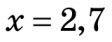 x = 2,7